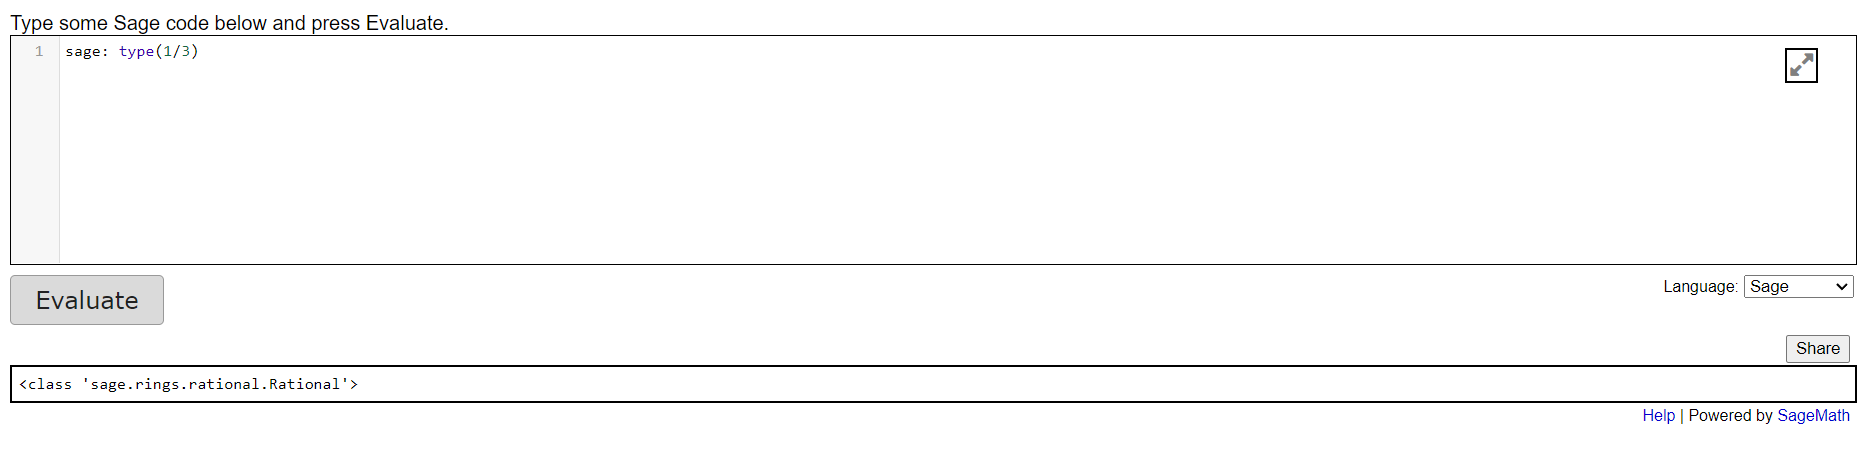 Type some Sage code below and press Evaluate.
1 sage: type(1/3)
Evaluate
Language: Sage
Share
<class 'sage.rings.rational.Rational'>
Help | Powered by SageMath